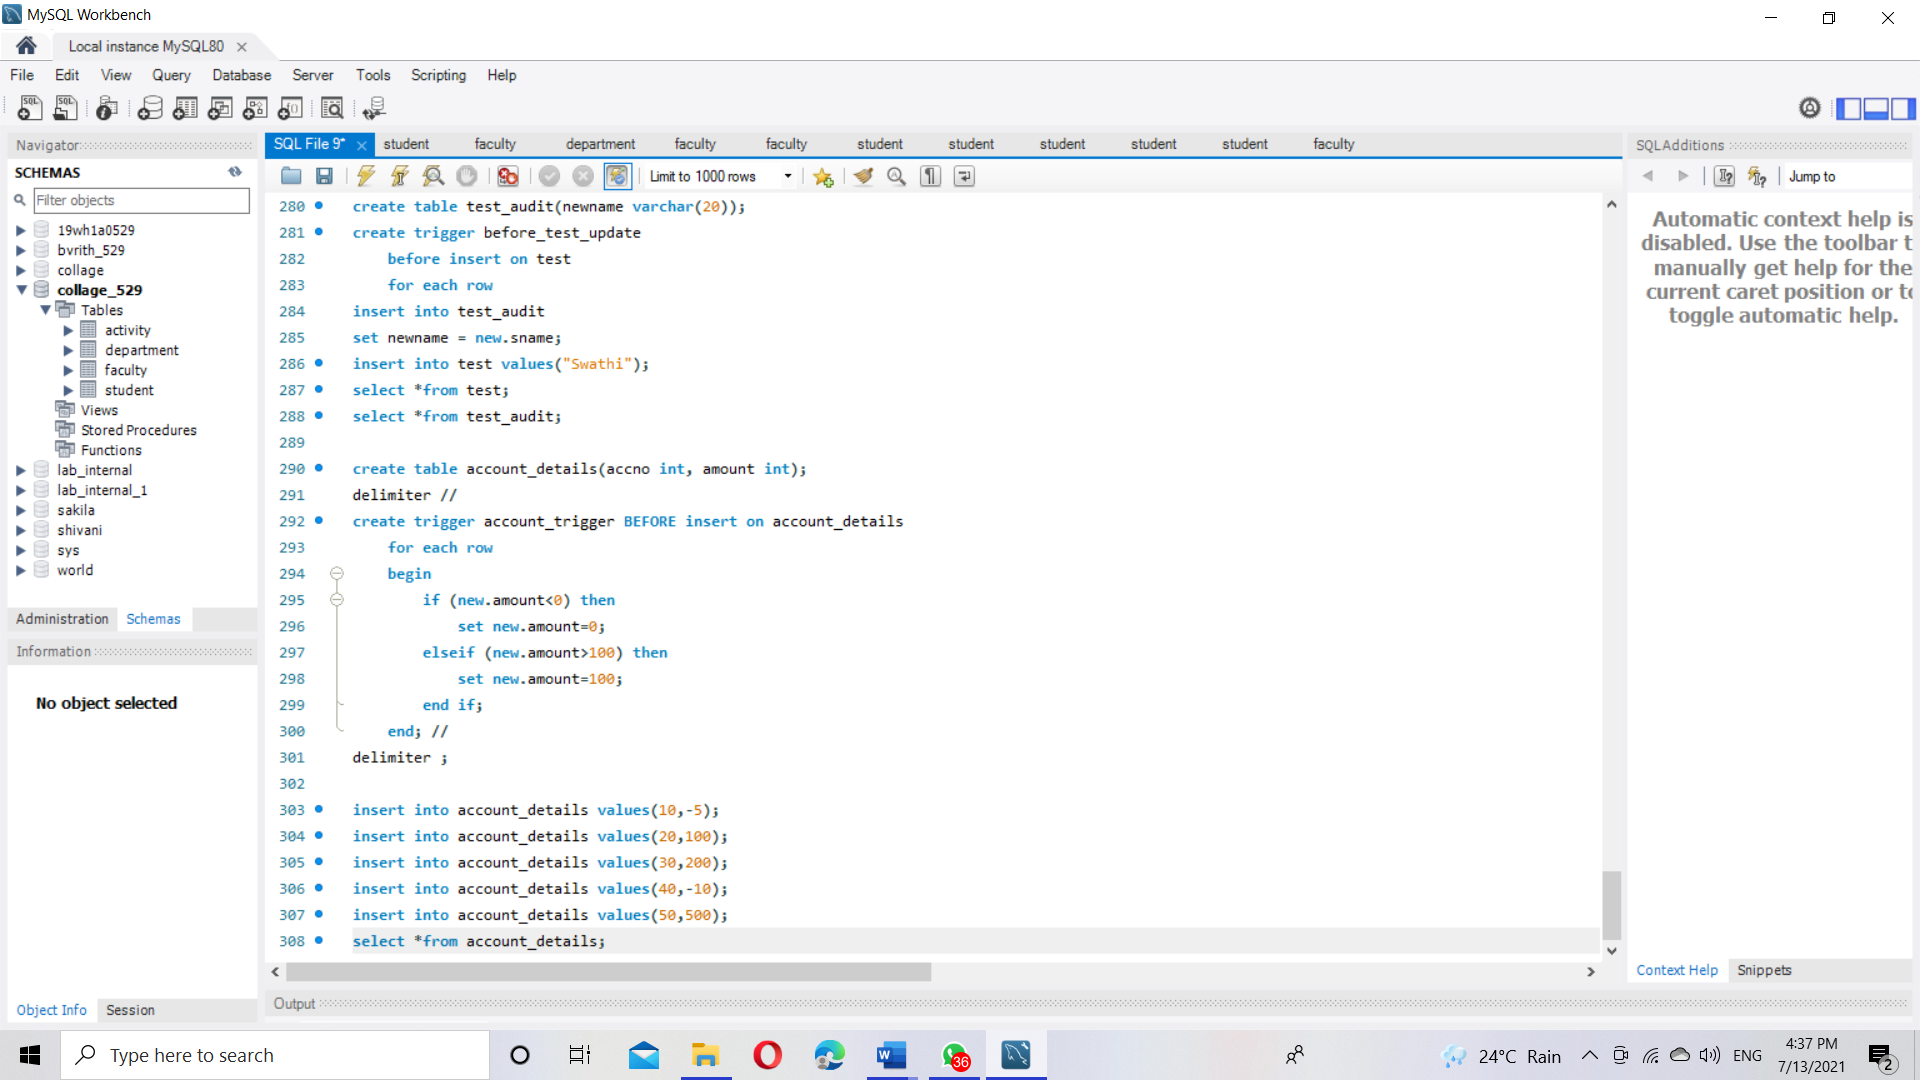 MySQL Workbench
Local instance MySQL80
File Edit View Query Database Server Tools Scripting Help
Navigator
SCHEMAS
Filter objects
19wh1a0529
bvrith_529
collage
collage_529
Tables
activity
department
faculty
student
Views
Stored Procedures
Functions
lab_internal
lab_internal_1
sakila
shivani
sys
world
Administration Schemas
Information
No object selected
Object Info Session
SQL File 9* student faculty department faculty faculty student student student student student faculty
Limit to 1000 rows
280 create table test_audit(newname varchar(20));
281 create trigger before_test_update
282 before insert on test
283 for each row
284 insert into test_audit
285 set newname = new.sname;
286 insert into test values("Swathi");
287 select *from test;
288 select *from test_audit;
289
290 create table account_details(accno int, amount int);
291 delimiter //
292 create trigger account_trigger BEFORE insert on account_details
293 for each row
294 begin
295 if (new.amount<0) then
296 set new.amount=0;
297 elseif (new.amount>100) then
298 set new.amount=100;
299 end if;
300 end; //
301 delimiter ;
302
303 insert into account_details values(10,-5);
304 insert into account_details values(20,100);
305 insert into account_details values(30,200);
306 insert into account_details values(40,-10);
307 insert into account_details values(50,500);
308 select *from account_details;
Output
SQLAdditions
Jump to
Automatic context help is
disabled. Use the toolbar t
manually get help for the
current caret position or to
toggle automatic help.
Context Help Snippets
Type here to search
36
24°C Rain
ENG
4:37 PM
7/13/2021
2